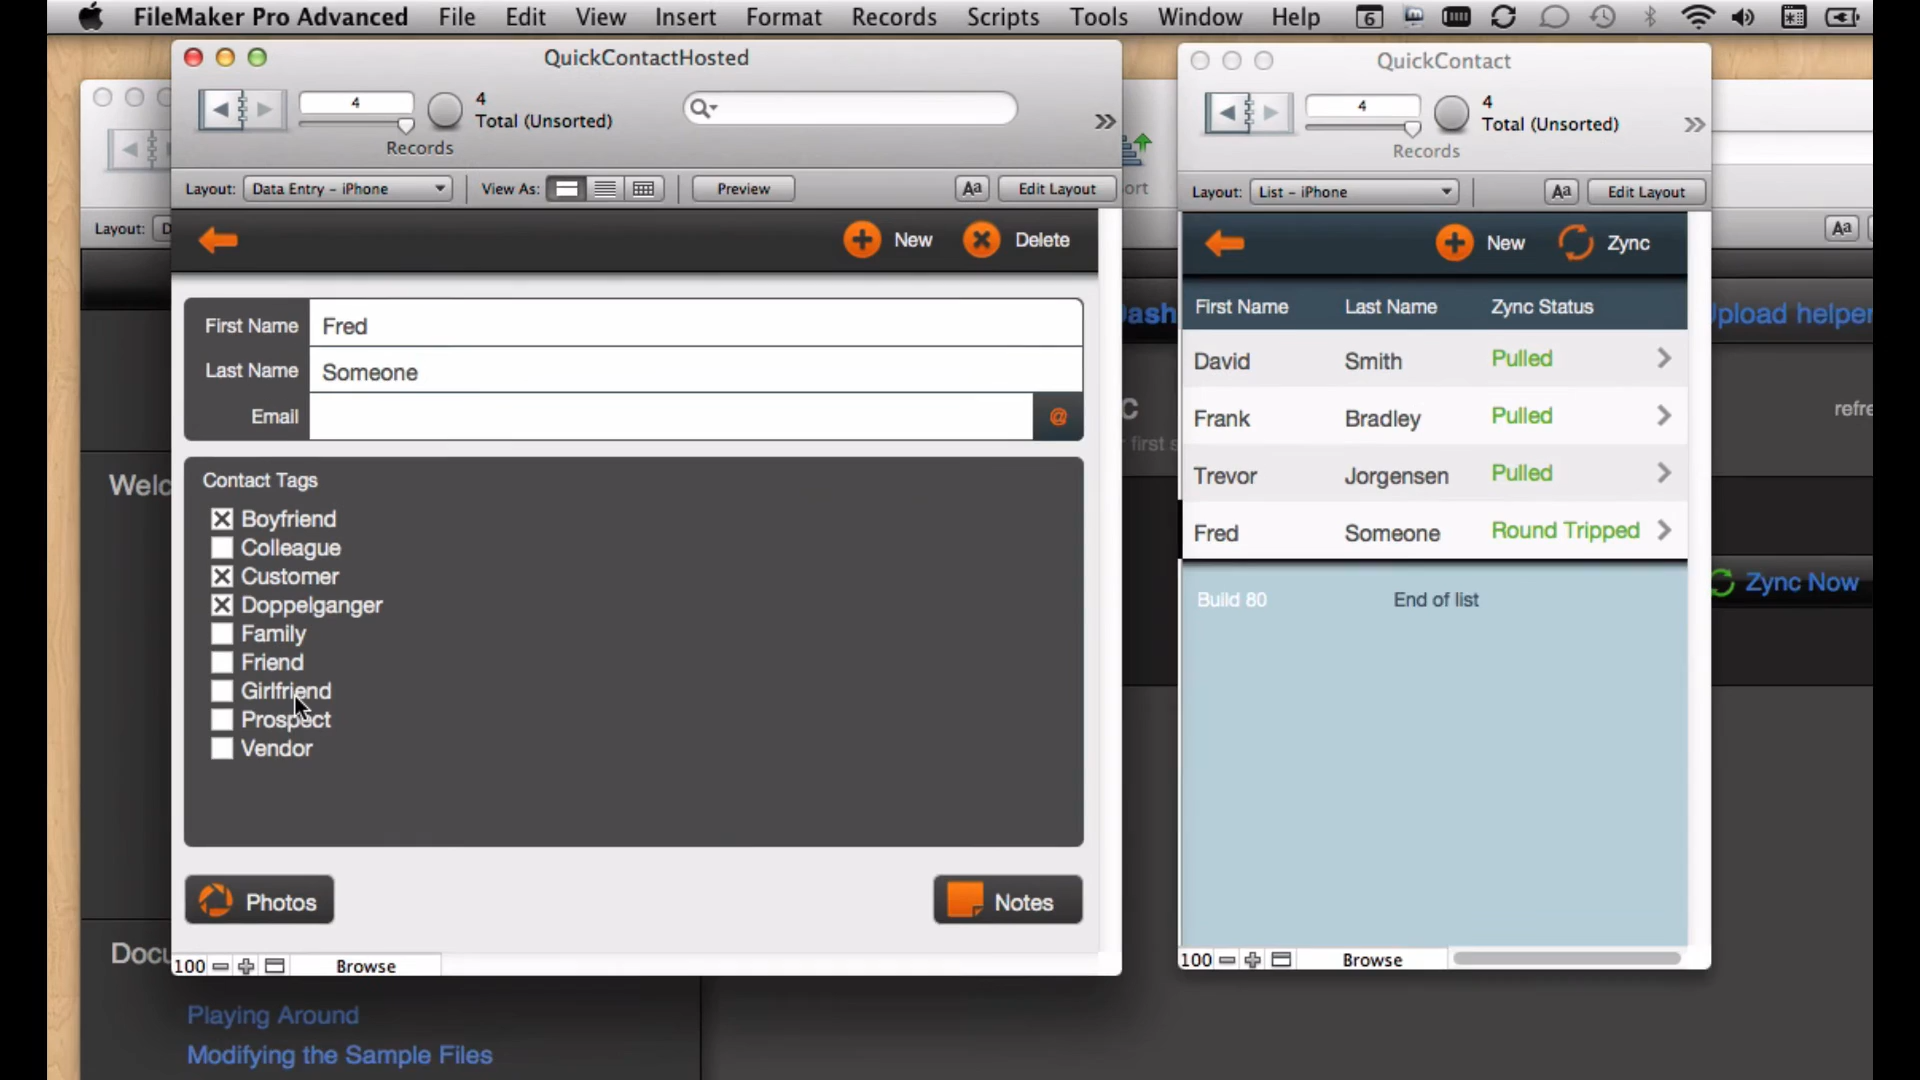 FileMaker Pro Advanced File Edit View Insert Format Records Scripts Tools Window Help 6
QuickContactHosted
4
4
Total (Unsorted)
Records
Layout: Data Entry – iPhone View As: Preview Aa Edit Layout
New Delete
First Name Fred
Last Name Someone
Email @
Contact Tags
Boyfriend
Colleague
Customer
Doppelganger
Family
Friend
Girlfriend
Prospect
Vendor
Photos
Notes
100 Browse
QuickContact
4
4
Total (Unsorted)
Records
Layout: List – iPhone Aa Edit Layout
New Zync
First Name Last Name Zync Status
David Smith Pulled
Frank Bradley Pulled
Trevor Jorgensen Pulled
Fred Someone Round Tripped
Build 80 End of list
100 Browse
Layout:
Aa
Zync Now
Playing Around
Modifying the Sample Files